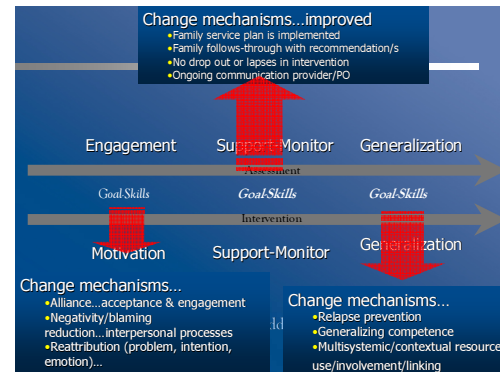 Change mechanisms...improved
•Family service plan is implemented
•Family follows-through with recommendation/s
•No drop out or lapses in intervention
•Ongoing communication provider/PO
Engagement Support-Monitor Generalization
Assessment
Goal-Skills Goal-Skills Goal-Skills
Intervention
Motivation Support-Monitor Generalization
Change mechanisms...
•Alliance...acceptance & engagement
•Negativity/blaming
reduction...interpersonal processes
•Reattribution (problem, intention,
emotion)...
Change mechanisms...
•Relapse prevention
•Generalizing competence
•Multisystemic/contextual resource
use/involvement/linking